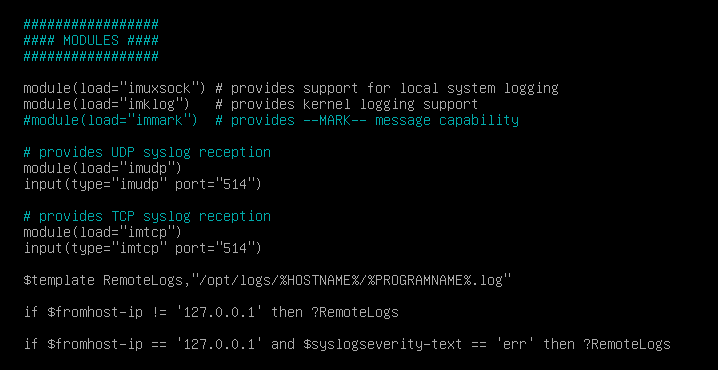 #################
#### MODULES ####
#################
module(load="imuxsock") # provides support for local system logging
module(load="imklog")   # provides kernel logging support
#module(load="immark")  # provides --MARK-- message capability
# provides UDP syslog reception
module(load="imudp")
input(type="imudp" port="514")
# provides TCP syslog reception
module(load="imtcp")
input(type="imtcp" port="514")
$template RemoteLogs,"/opt/logs/%HOSTNAME%/%PROGRAMNAME%.log"
if $fromhost-ip != '127.0.0.1' then ?RemoteLogs
if $fromhost-ip == '127.0.0.1' and $syslogseverity-text == 'err' then ?RemoteLogs